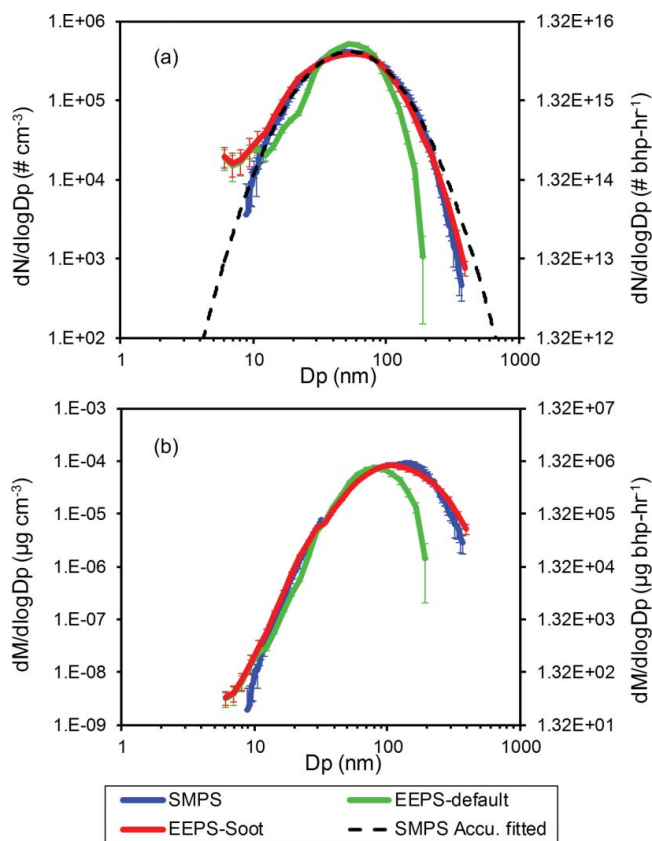 (a)
dN/dlogDp (# cm-3)
1.E+06
1.E+05
1.E+04
1.E+03
1.E+02
1 10 100 1000
Dp (nm)
1.32E+16
1.32E+15
1.32E+14
1.32E+13
1.32E+12
dN/dlogDp (# bhp-hr-1)
(b)
dM/dlogDp (µg cm-3)
1.E-03
1.E-04
1.E-05
1.E-06
1.E-07
1.E-08
1.E-09
1 10 100 1000
Dp (nm)
1.32E+07
1.32E+06
1.32E+05
1.32E+04
1.32E+03
1.32E+02
1.32E+01
dM/dlogDp (µg bhp-hr-1)
SMPS EEPS-default
EEPS-Soot SMPS Accu. fitted